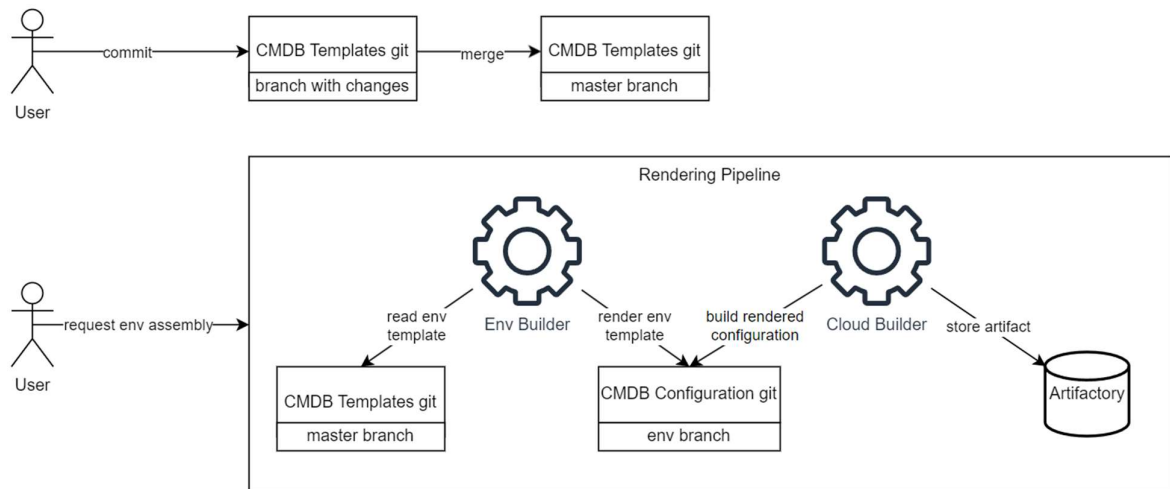 commit
CMDB Templates git
branch with changes
merge
CMDB Templates git
master branch
User
Rendering Pipeline
User
request env assembly
read env
template
Env Builder
render env
template
build rendered
configuration
Cloud Builder
store artifact
CMDB Templates git
master branch
CMDB Configuration git
env branch
Artifactory